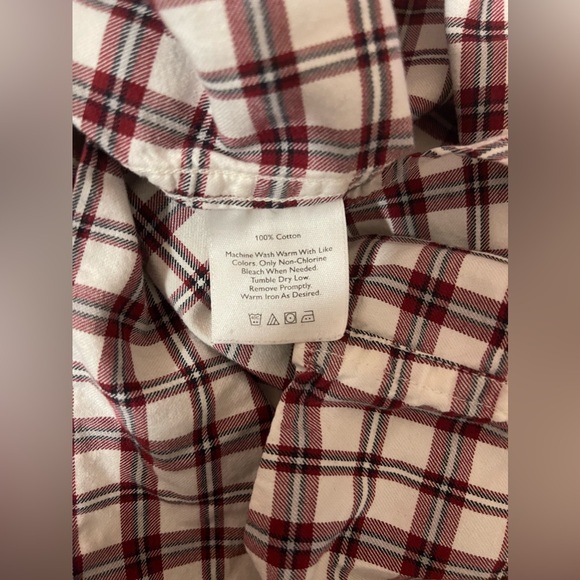 100% Cotton
Machine Wash Warm With Like
Colors. Only Non-Chlorine
Bleach When Needed.
Tumble Dry Low.
Remove Promptly.
Warm Iron As Desired.